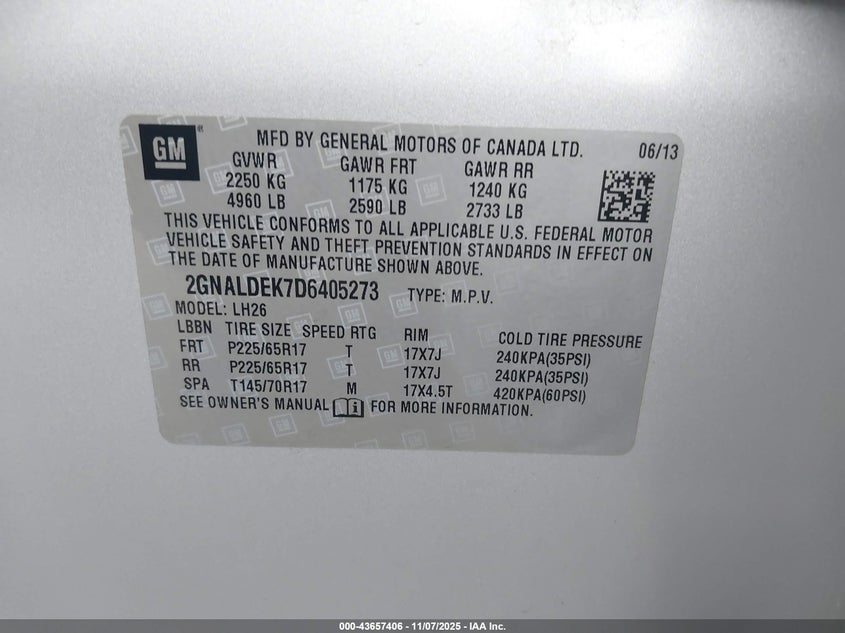 GM ® MFD BY GENERAL MOTORS OF CANADA LTD. 06/13
GVWR GAWR FRT GAWR RR
2250 KG 1175 KG 1240 KG
4960 LB 2590 LB 2733 LB
THIS VEHICLE CONFORMS TO ALL APPLICABLE U.S. FEDERAL MOTOR
VEHICLE SAFETY AND THEFT PREVENTION STANDARDS IN EFFECT ON
THE DATE OF MANUFACTURE SHOWN ABOVE.
2GNALDEK7D6405273 TYPE: M.P.V.
MODEL: LH26
LBBN TIRE SIZE SPEED RTG RIM COLD TIRE PRESSURE
FRT P225/65R17 T 17X7J 240KPA(35PSI)
RR P225/65R17 T 17X7J 240KPA(35PSI)
SPA T145/70R17 M 17X4.5T 420KPA(60PSI)
SEE OWNER'S MANUAL FOR MORE INFORMATION.
000-43657406 - 11/07/2025 - IAA Inc.